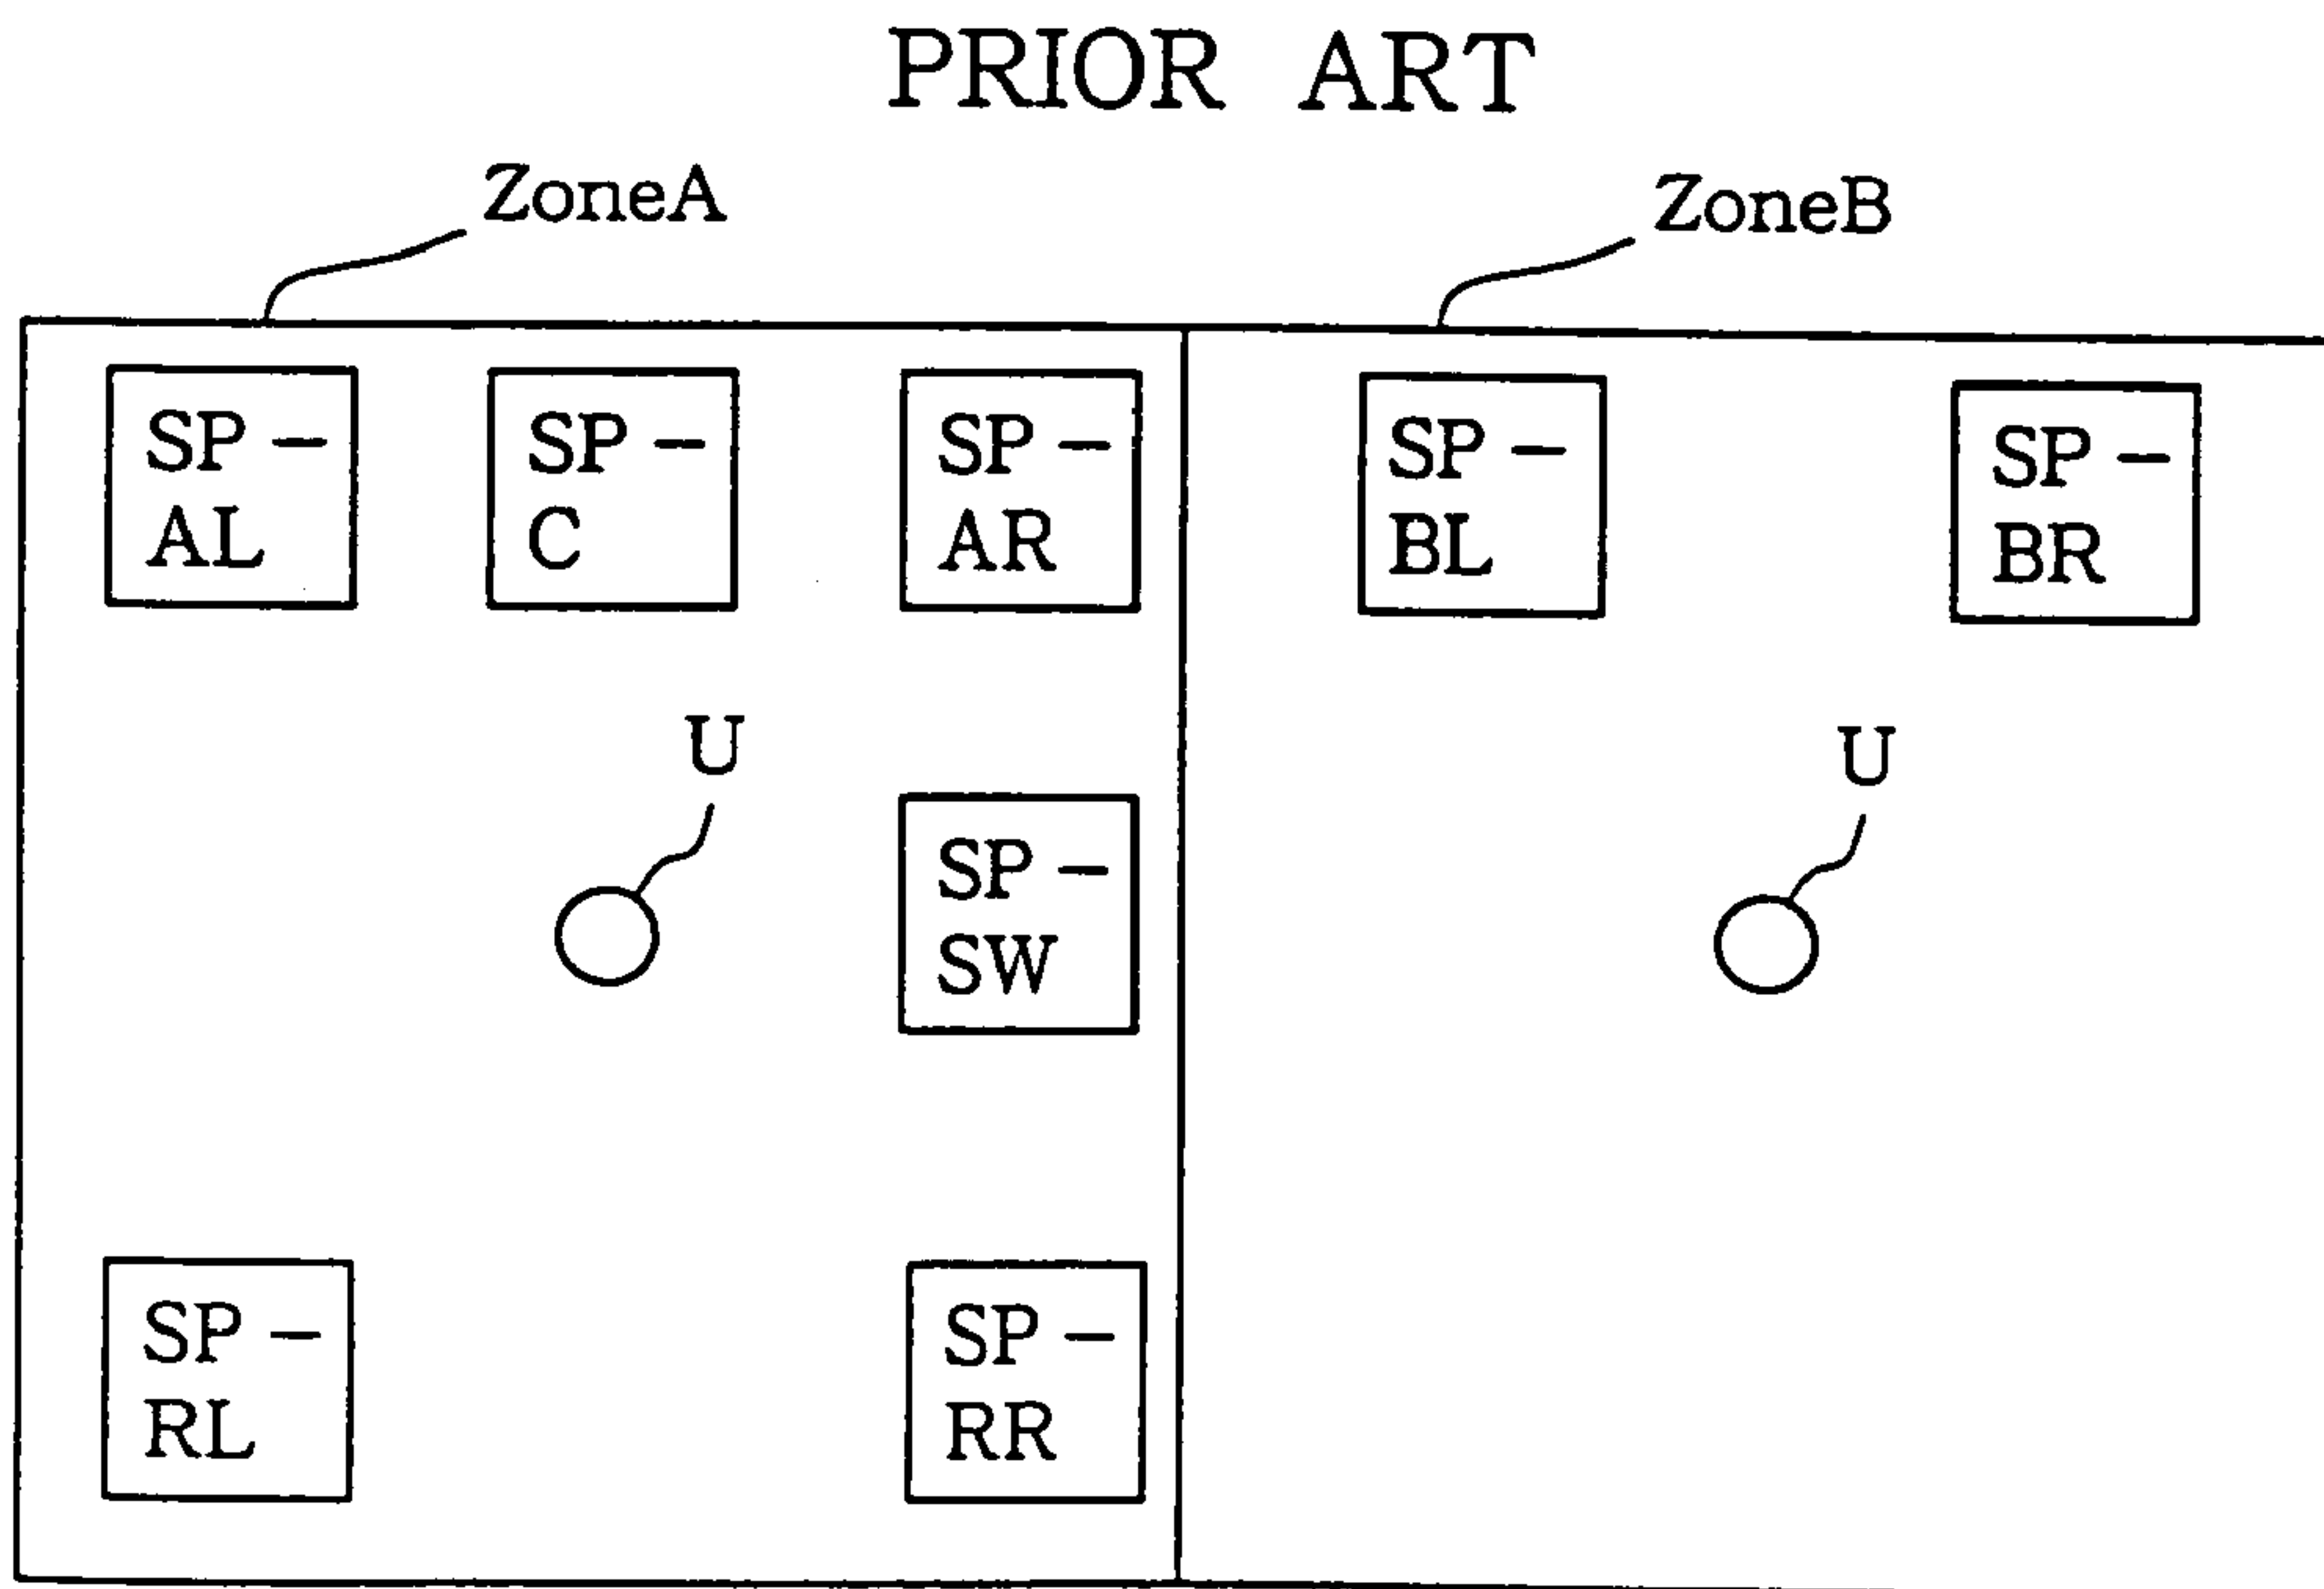 PRIOR ART
ZoneA
ZoneB
SP-
AL
SP-
C
SP-
AR
SP-
BL
SP-
BR
U
U
SP-
SW
SP-
RL
SP-
RR